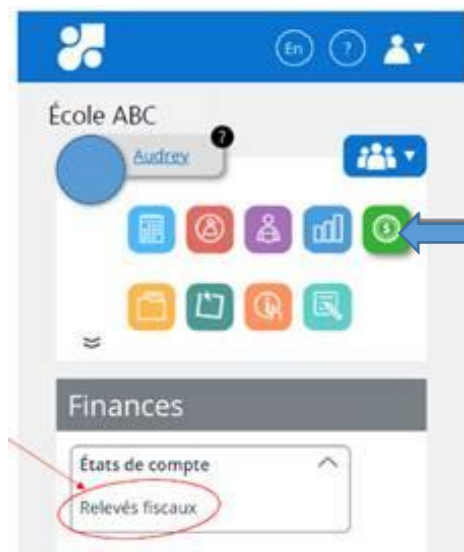 En ?
École ABC
Audrey ?
$
Finances
États de compte
Relevés fiscaux